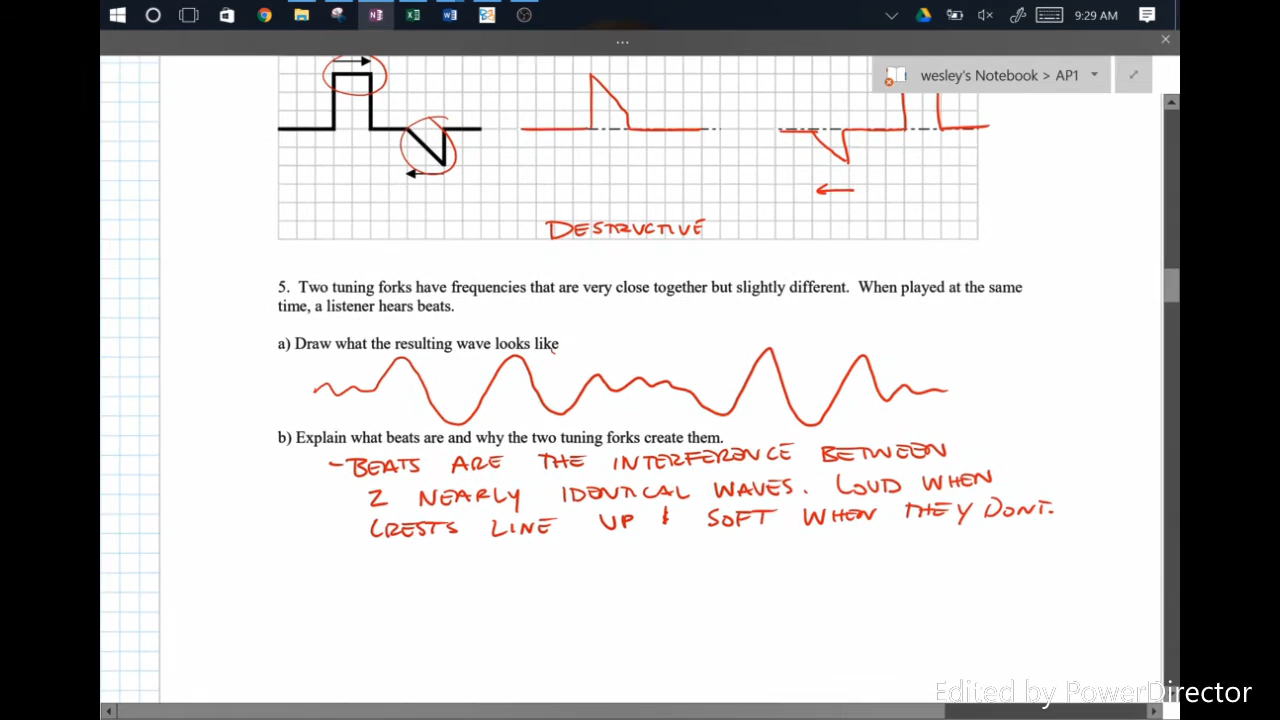 9:29 AM
...
wesley's Notebook > AP1
DESTRUCTIVE
5. Two tuning forks have frequencies that are very close together but slightly different. When played at the same
time, a listener hears beats.
a) Draw what the resulting wave looks like
b) Explain what beats are and why the two tuning forks create them.
- BEATS ARE THE INTERFERENCE BETWEEN
2 NEARLY IDENTICAL WAVES. LOUD WHEN
CRESTS LINE UP & SOFT WHEN THEY DONT.
Edited by PowerDirector